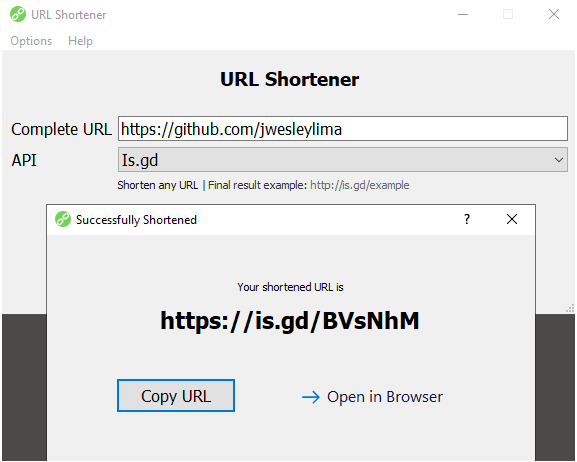 URL Shortener
Options Help
URL Shortener
Complete URL https://github.com/jwesleylima
API Is.gd
Shorten any URL | Final result example: http://is.gd/example
Successfully Shortened ?
Your shortened URL is
https://is.gd/BVsNhM
Copy URL → Open in Browser